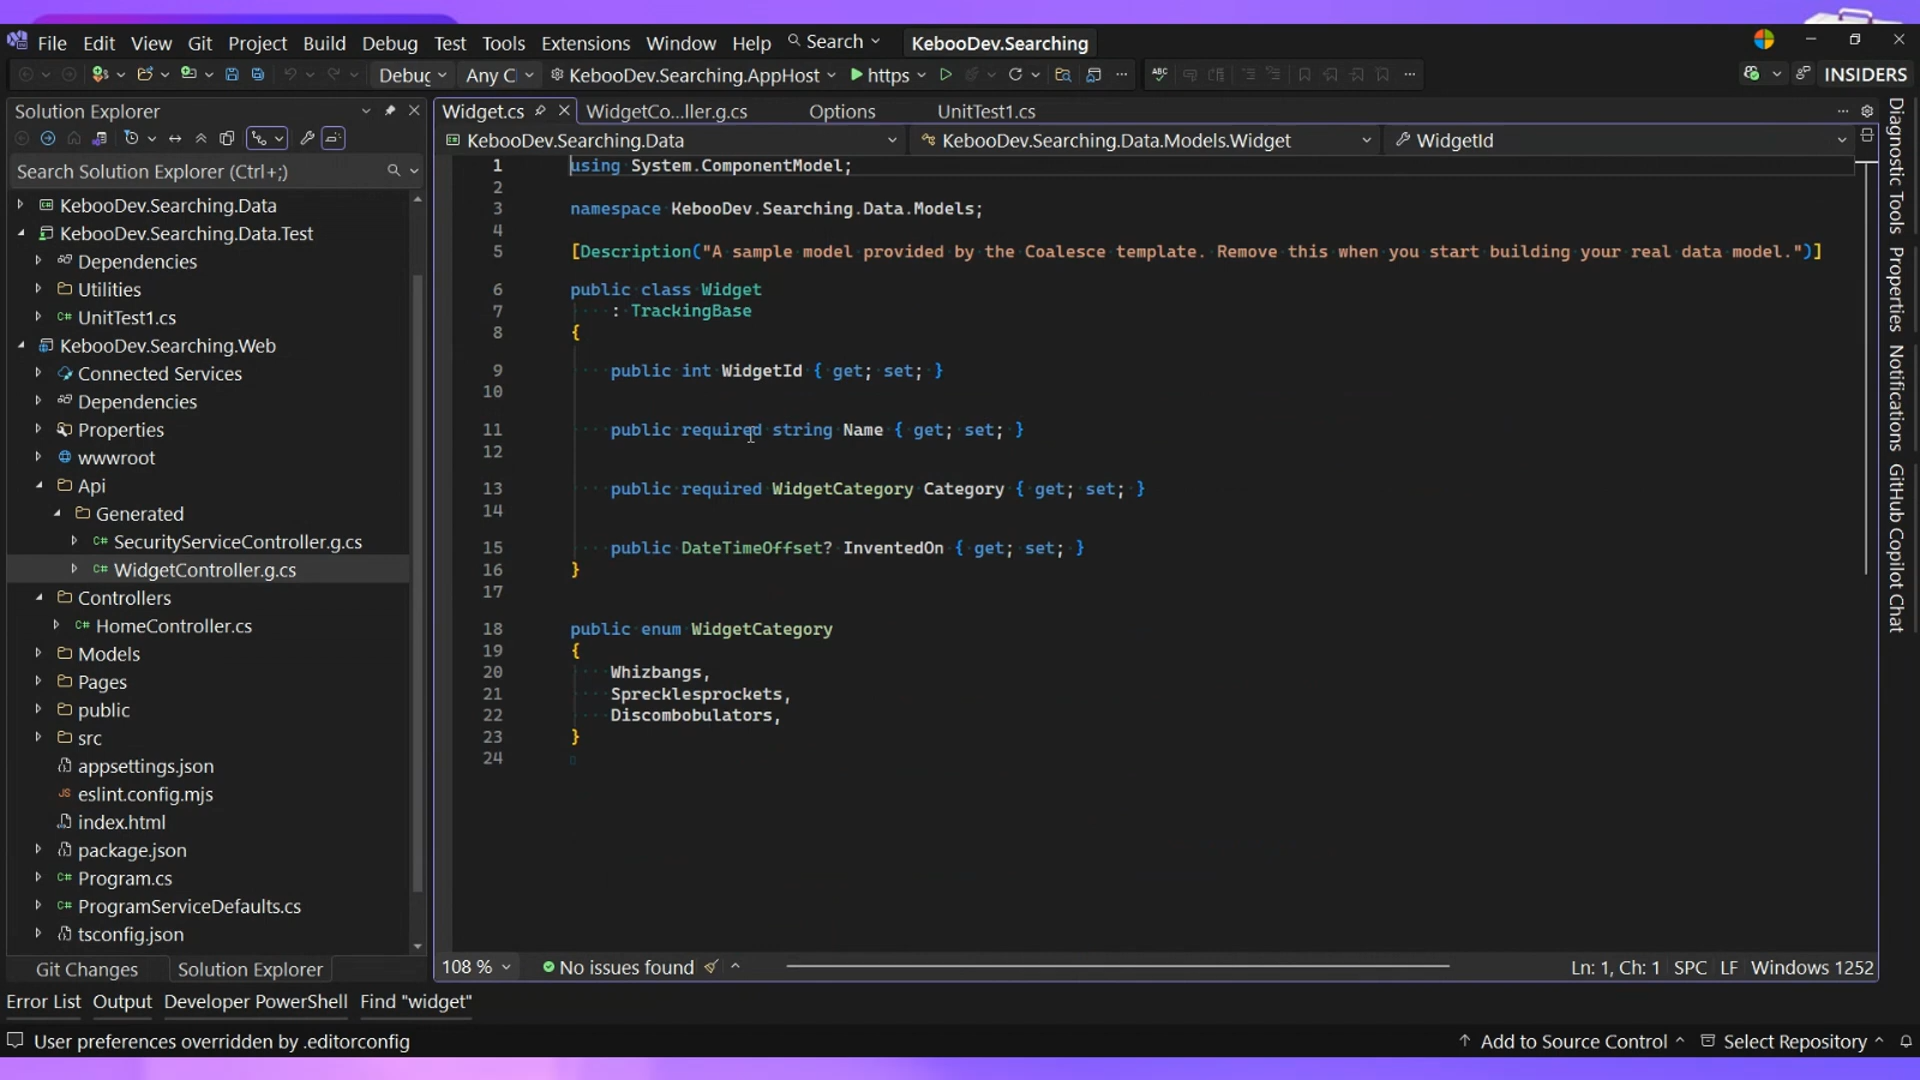 File Edit View Git Project Build Debug Test Tools Extensions Window Help Search KebooDev.Searching
Debug Any C KebooDev.Searching.AppHost https INSIDERS
Solution Explorer
Search Solution Explorer (Ctrl+;)
KebooDev.Searching.Data
KebooDev.Searching.Data.Test
Dependencies
Utilities
C# UnitTest1.cs
KebooDev.Searching.Web
Connected Services
Dependencies
Properties
wwwroot
Api
Generated
C# SecurityServiceController.g.cs
C# WidgetController.g.cs
Controllers
C# HomeController.cs
Models
Pages
public
src
appsettings.json
JS eslint.config.mjs
index.html
package.json
C# Program.cs
C# ProgramServiceDefaults.cs
tsconfig.json
Git Changes Solution Explorer
Widget.cs WidgetCo...ller.g.cs Options UnitTest1.cs
KebooDev.Searching.Data KebooDev.Searching.Data.Models.Widget WidgetId
1 using System.ComponentModel;
2
3 namespace KebooDev.Searching.Data.Models;
4
5 [Description("A sample model provided by the Coalesce template. Remove this when you start building your real data model.")]
6 public class Widget
7 : TrackingBase
8 {
9 public int WidgetId { get; set; }
10
11 public required string Name { get; set; }
12
13 public required WidgetCategory Category { get; set; }
14
15 public DateTimeOffset? InventedOn { get; set; }
16 }
17
18 public enum WidgetCategory
19 {
20 Whizbangs,
21 Sprecklesprockets,
22 Discombobulators,
23 }
24
108 % No issues found Ln: 1, Ch: 1 SPC LF Windows 1252
Diagnostic Tools
Properties
Notifications
GitHub Copilot Chat
Error List Output Developer PowerShell Find "widget"
User preferences overridden by .editorconfig Add to Source Control Select Repository